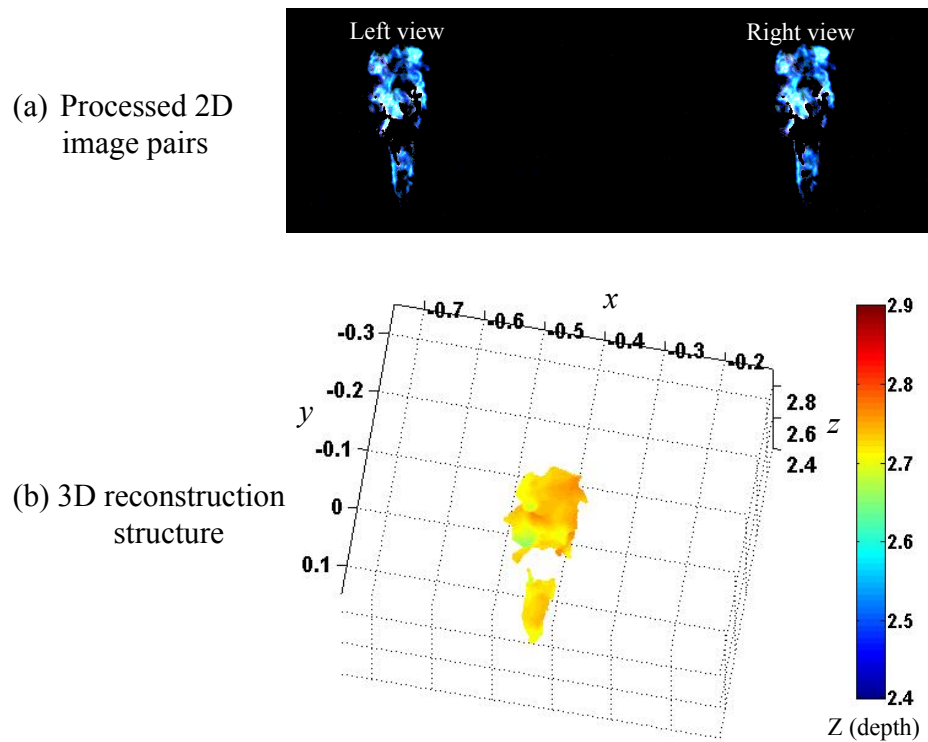 Left view
Right view
(a) Processed 2D
image pairs
x
-0.7
-0.6
-0.5
-0.4
-0.3
-0.2
-0.3
-0.2
-0.1
0
0.1
y
2.8
2.6
2.4
z
(b) 3D reconstruction
structure
2.9
2.8
2.7
2.6
2.5
2.4
Z (depth)